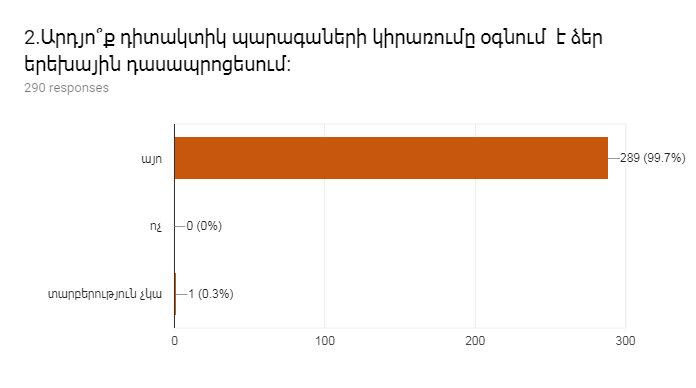 2.Արդյո՞ք դիտակտիկ պարագաների կիրառումը օգնում է ձեր
երեխային դասապրոցեսում:
290 responses
այո
289 (99.7%)
ոչ
0 (0%)
տարբերություն չկա
1 (0.3%)
0 100 200 300